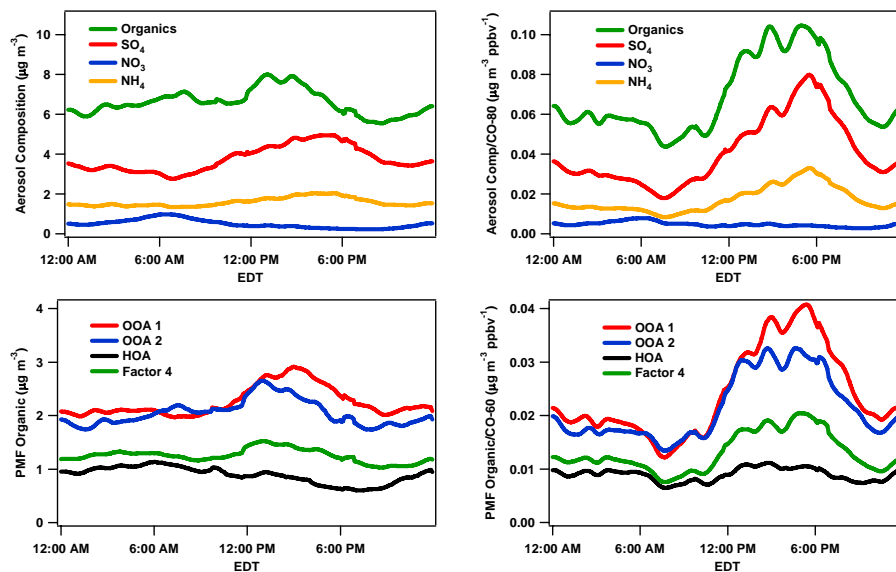 Aerosol Composition (µg m⁻³)
10
8
6
4
2
0
Organics
SO₄
NO₃
NH₄
12:00 AM 6:00 AM 12:00 PM 6:00 PM
EDT
Aerosol Comp/CO-80 (µg m⁻³ ppbv⁻¹)
0.10
0.08
0.06
0.04
0.02
0.00
Organics
SO₄
NO₃
NH₄
12:00 AM 6:00 AM 12:00 PM 6:00 PM
EDT
PMF Organic (µg m⁻³)
4
3
2
1
0
OOA 1
OOA 2
HOA
Factor 4
12:00 AM 6:00 AM 12:00 PM 6:00 PM
EDT
PMF Organic/CO-60 (µg m⁻³ ppbv⁻¹)
0.04
0.03
0.02
0.01
0.00
OOA 1
OOA 2
HOA
Factor 4
12:00 AM 6:00 AM 12:00 PM 6:00 PM
EDT